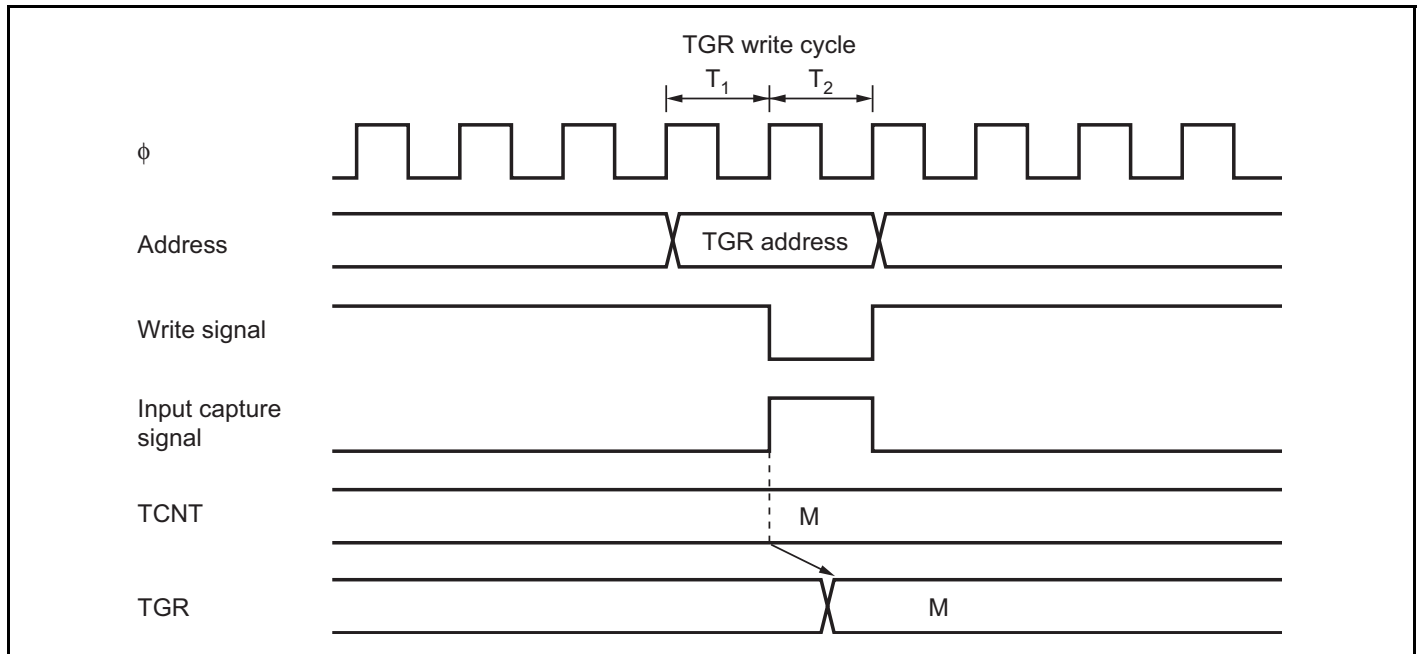 TGR write cycle
T1 T2
ϕ
Address
TGR address
Write signal
Input capture
signal
TCNT
M
TGR
M